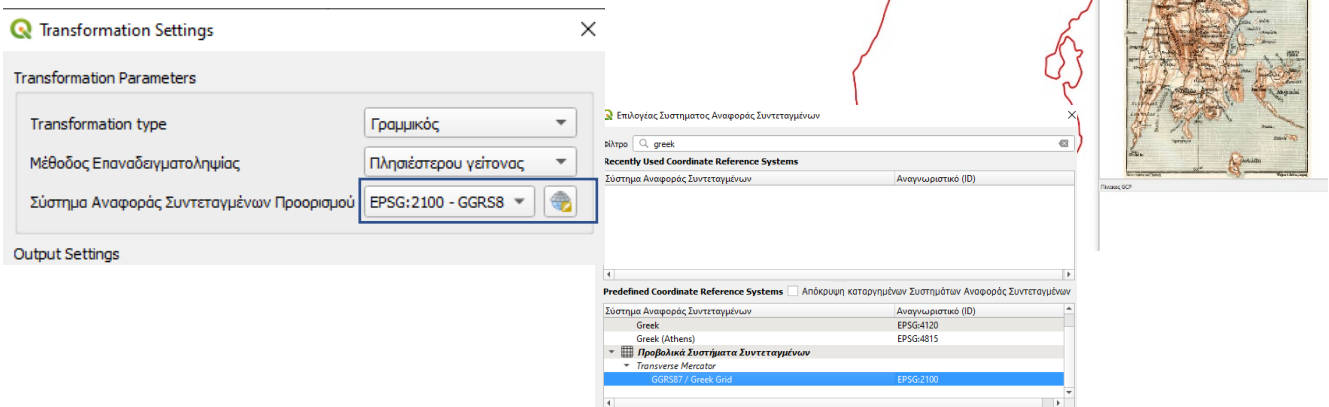 Transformation Settings
Transformation Parameters
Transformation type
Γραμμικός
Μέθοδος Επαναδειγματοληψίας
Πλησιέστερου γείτονας
Σύστημα Αναφοράς Συντεταγμένων Προορισμού
EPSG:2100 - GGRS8
Output Settings
Επιλογέας Συστηματος Αναφοράς Συντεταγμένων
Φίλτρο
greek
Recently Used Coordinate Reference Systems
Σύστημα Αναφοράς Συντεταγμένων
Αναγνωριστικό (ID)
Predefined Coordinate Reference Systems
Απόκρυψη καταργημένων Συστημάτων Αναφοράς Συντεταγμένων
Σύστημα Αναφοράς Συντεταγμένων
Αναγνωριστικό (ID)
Greek
EPSG:4120
Greek (Athens)
EPSG:4815
Προβολικά Συστήματα Συντεταγμένων
Transverse Mercator
GGRS87 / Greek Grid
EPSG:2100
Πίνακας GCP